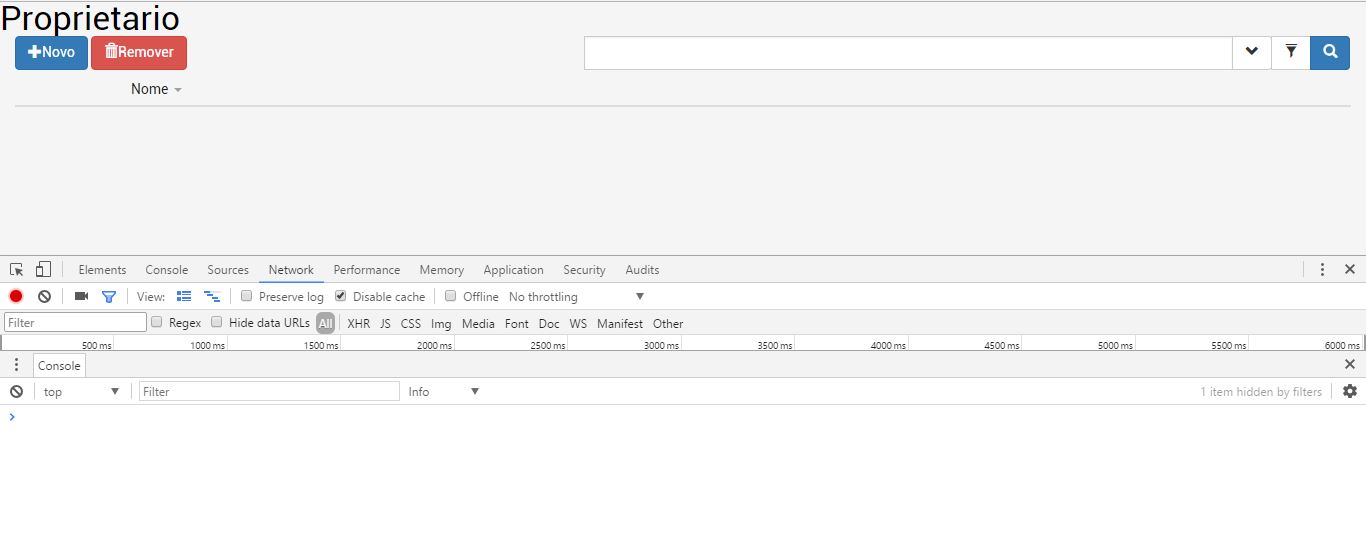 Proprietario
Novo Remover
Nome
Elements Console Sources Network Performance Memory Application Security Audits
View: Preserve log Disable cache Offline No throttling
Filter Regex Hide data URLs All XHR JS CSS Img Media Font Doc WS Manifest Other
500 ms 1000 ms 1500 ms 2000 ms 2500 ms 3000 ms 3500 ms 4000 ms 4500 ms 5000 ms 5500 ms 6000 ms
Console
top Filter Info 1 item hidden by filters